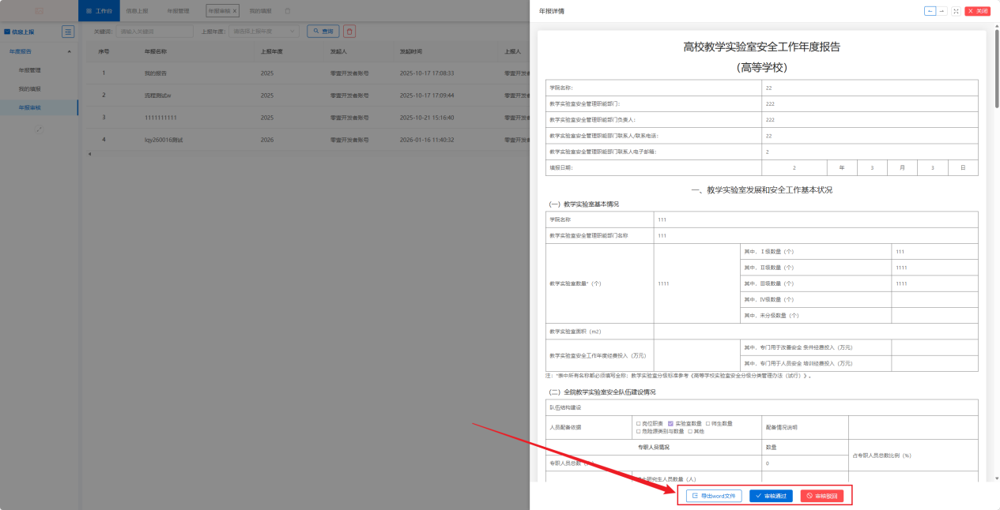 工作台 信息上报 年报管理 年报审核 X 我的填报
年报详情
关闭
信息上报
关键词: 请输入关键词 上报年度: 请选择上报年度 查询
年度报告
年报管理
我的填报
年报审核
序号 年报名称 上报年度 发起人 发起时间 上报人
1 我的报告 2025 零壹开发者账号 2025-10-17 17:08:33 零壹开发者
2 流程测试w 2025 零壹开发者账号 2025-10-17 17:09:44 零壹开发者
3 1111111111 2025 零壹开发者账号 2025-10-21 15:16:40 零壹开发者
4 lqy260016测试 2026 零壹开发者账号 2026-01-16 11:40:32 零壹开发者
高校教学实验室安全工作年度报告
（高等学校）
学院名称: 22
教学实验室安全管理职能部门: 222
教学实验室安全管理职能部门负责人: 222
教学实验室安全管理职能部门联系人/联系电话: 22
教学实验室安全管理职能部门联系人电子邮箱: 2
填报日期: 2 年 3 月 3 日
一、教学实验室发展和安全工作基本状况
（一）教学实验室基本情况
学院名称 111
教学实验室安全管理职能部门名称 111
教学实验室数量*（个） 1111
其中，Ⅰ级数量（个） 111
其中，Ⅱ级数量（个） 1111
其中，Ⅲ级数量（个） 1111
其中，Ⅳ级数量（个）
其中，未分级数量（个）
教学实验室面积（m2）
教学实验室安全工作年度经费投入（万元）
其中，专门用于改善安全 条件经费投入（万元）
其中，专门用于人员安全 培训经费投入（万元）
注：*表中所有名称都必须填写全称；教学实验室分级标准参考《高等学校实验室安全分级分类管理办法（试行）》。
（二）全院教学实验室安全队伍建设情况
队伍结构建设
人员配备依据 岗位职责 实验室数量 师生数量 配备情况说明
危险源类别与数量 其他
专职人员情况 数量 占专职人员总数比例（%）
专职人员总数 0
研究生人员数量（人）
导出word文件 审核通过 审核驳回